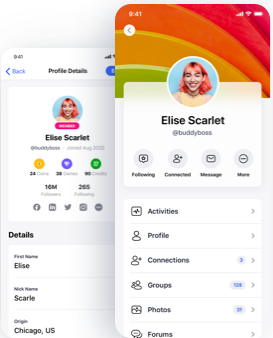 9:41
Back
Profile Details
MEMBER
Elise Scarlet
@buddyboss · Joined Aug 2020
24 Coins
38 Games
90 Credits
16M
Followers
265
Followings
Details
First Name
Elise
Nick Name
Scarle
Origin
Chicago, US
9:41
Elise Scarlet
@buddyboss
Following
Connected
Message
More
Activities
Profile
Connections
3
Groups
128
Photos
21
Forums